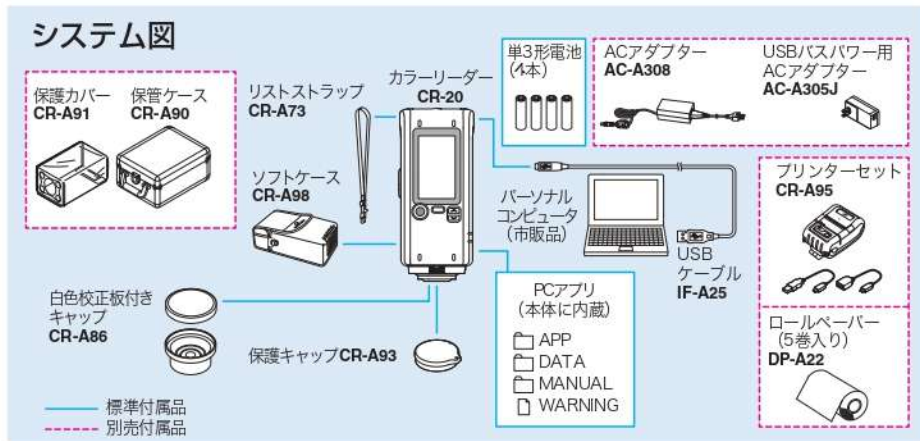 システム図
保護カバー
CR-A91
保管ケース
CR-A90
リストストラップ
CR-A73
カラーリーダー
CR-20
単3形電池
(4本)
ACアダプター
AC-A308
USBバスパワー用
ACアダプター
AC-A305J
ソフトケース
CR-A98
パーソナル
コンピュータ
(市販品)
USB
ケーブル
IF-A25
プリンターセット
CR-A95
白色校正板付き
キャップ
CR-A86
保護キャップCR-A93
PCアプリ
(本体に内蔵)
APP
DATA
MANUAL
WARNING
ロールペーパー
(5巻入り)
DP-A22
標準付属品
別売付属品